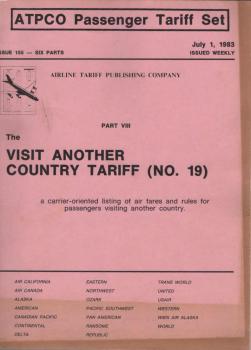 ATPCO Passenger Tariff Set
July 1, 1983
ISSUE 155 — SIX PARTS
ISSUED WEEKLY
AIRLINE TARIFF PUBLISHING COMPANY
PART VIII
The
VISIT ANOTHER
COUNTRY TARIFF (NO. 19)
a carrier-oriented listing of air fares and rules for
passengers visiting another country.
AIR CALIFORNIA EASTERN TRANS WORLD
AIR CANADA NORTHWEST UNITED
ALASKA OZARK USAIR
AMERICAN PACIFIC SOUTHWEST WESTERN
CANADIAN PACIFIC PAN AMERICAN WIEN AIR ALASKA
CONTINENTAL RANSOME WORLD
DELTA REPUBLIC